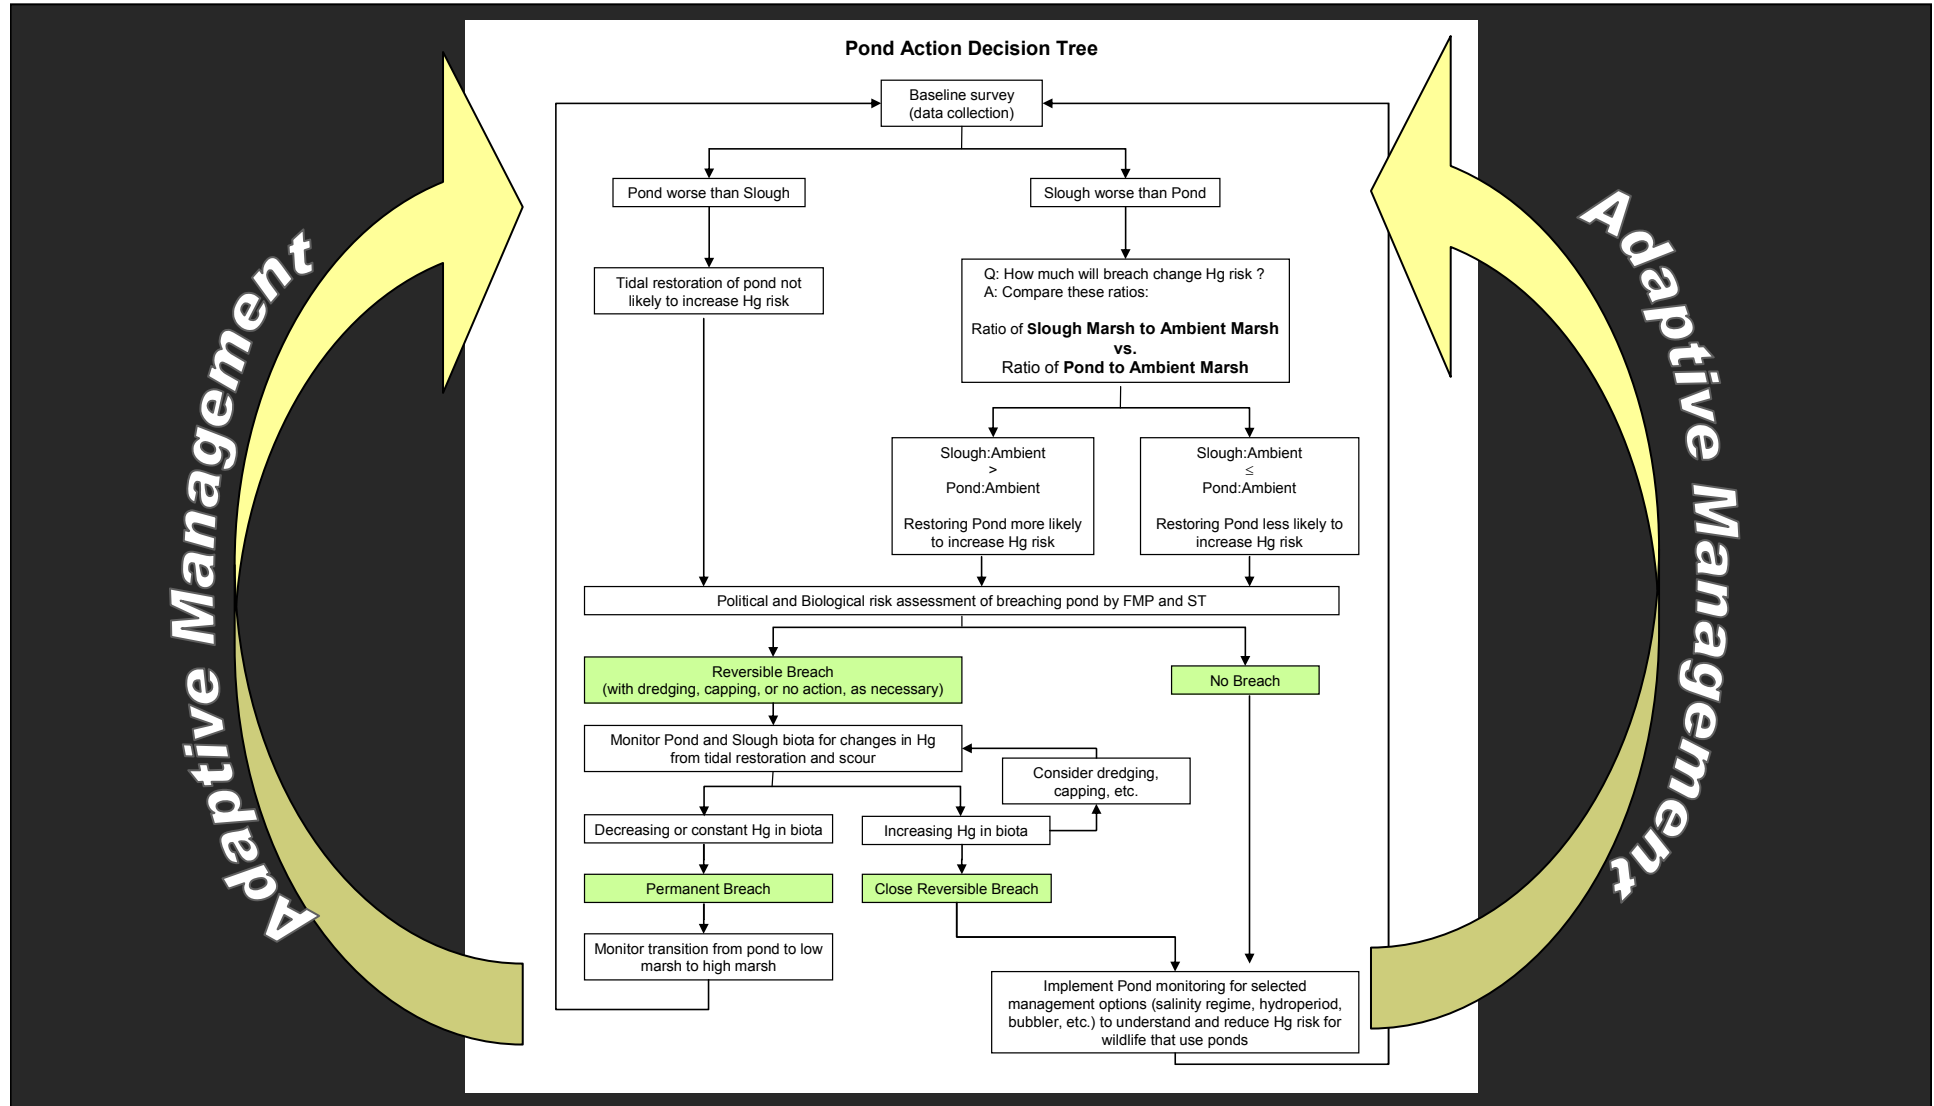 Pond Action Decision Tree
Baseline survey
(data collection)
Pond worse than Slough
Slough worse than Pond
Tidal restoration of pond not
likely to increase Hg risk
Q: How much will breach change Hg risk ?
A: Compare these ratios:
Ratio of Slough Marsh to Ambient Marsh
vs.
Ratio of Pond to Ambient Marsh
Slough:Ambient
>
Pond:Ambient
Restoring Pond more likely
to increase Hg risk
Slough:Ambient
≤
Pond:Ambient
Restoring Pond less likely to
increase Hg risk
Political and Biological risk assessment of breaching pond by FMP and ST
Reversible Breach
(with dredging, capping, or no action, as necessary)
No Breach
Monitor Pond and Slough biota for changes in Hg
from tidal restoration and scour
Consider dredging,
capping, etc.
Decreasing or constant Hg in biota
Increasing Hg in biota
Permanent Breach
Close Reversible Breach
Monitor transition from pond to low
marsh to high marsh
Implement Pond monitoring for selected
management options (salinity regime, hydroperiod,
bubbler, etc.) to understand and reduce Hg risk for
wildlife that use ponds
Adaptive Management
Adaptive Management